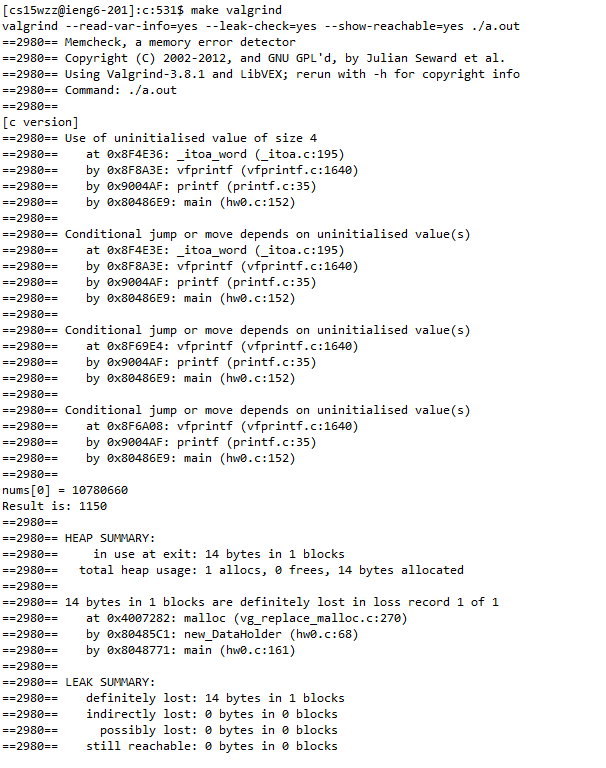 [cs15wzz@ieng6-201]:c:531$ make valgrind
valgrind --read-var-info=yes --leak-check=yes --show-reachable=yes ./a.out
==2980== Memcheck, a memory error detector
==2980== Copyright (C) 2002-2012, and GNU GPL'd, by Julian Seward et al.
==2980== Using Valgrind-3.8.1 and LibVEX; rerun with -h for copyright info
==2980== Command: ./a.out
==2980==
[c version]
==2980== Use of uninitialised value of size 4
==2980==    at 0x8F4E36: _itoa_word (_itoa.c:195)
==2980==    by 0x8F8A3E: vfprintf (vfprintf.c:1640)
==2980==    by 0x9004AF: printf (printf.c:35)
==2980==    by 0x80486E9: main (hw0.c:152)
==2980==
==2980== Conditional jump or move depends on uninitialised value(s)
==2980==    at 0x8F4E3E: _itoa_word (_itoa.c:195)
==2980==    by 0x8F8A3E: vfprintf (vfprintf.c:1640)
==2980==    by 0x9004AF: printf (printf.c:35)
==2980==    by 0x80486E9: main (hw0.c:152)
==2980==
==2980== Conditional jump or move depends on uninitialised value(s)
==2980==    at 0x8F69E4: vfprintf (vfprintf.c:1640)
==2980==    by 0x9004AF: printf (printf.c:35)
==2980==    by 0x80486E9: main (hw0.c:152)
==2980==
==2980== Conditional jump or move depends on uninitialised value(s)
==2980==    at 0x8F6A08: vfprintf (vfprintf.c:1640)
==2980==    by 0x9004AF: printf (printf.c:35)
==2980==    by 0x80486E9: main (hw0.c:152)
==2980==
nums[0] = 10780660
Result is: 1150
==2980==
==2980== HEAP SUMMARY:
==2980==     in use at exit: 14 bytes in 1 blocks
==2980==   total heap usage: 1 allocs, 0 frees, 14 bytes allocated
==2980==
==2980== 14 bytes in 1 blocks are definitely lost in loss record 1 of 1
==2980==    at 0x4007282: malloc (vg_replace_malloc.c:270)
==2980==    by 0x80485C1: new_DataHolder (hw0.c:68)
==2980==    by 0x8048771: main (hw0.c:161)
==2980==
==2980== LEAK SUMMARY:
==2980==    definitely lost: 14 bytes in 1 blocks
==2980==    indirectly lost: 0 bytes in 0 blocks
==2980==      possibly lost: 0 bytes in 0 blocks
==2980==    still reachable: 0 bytes in 0 blocks